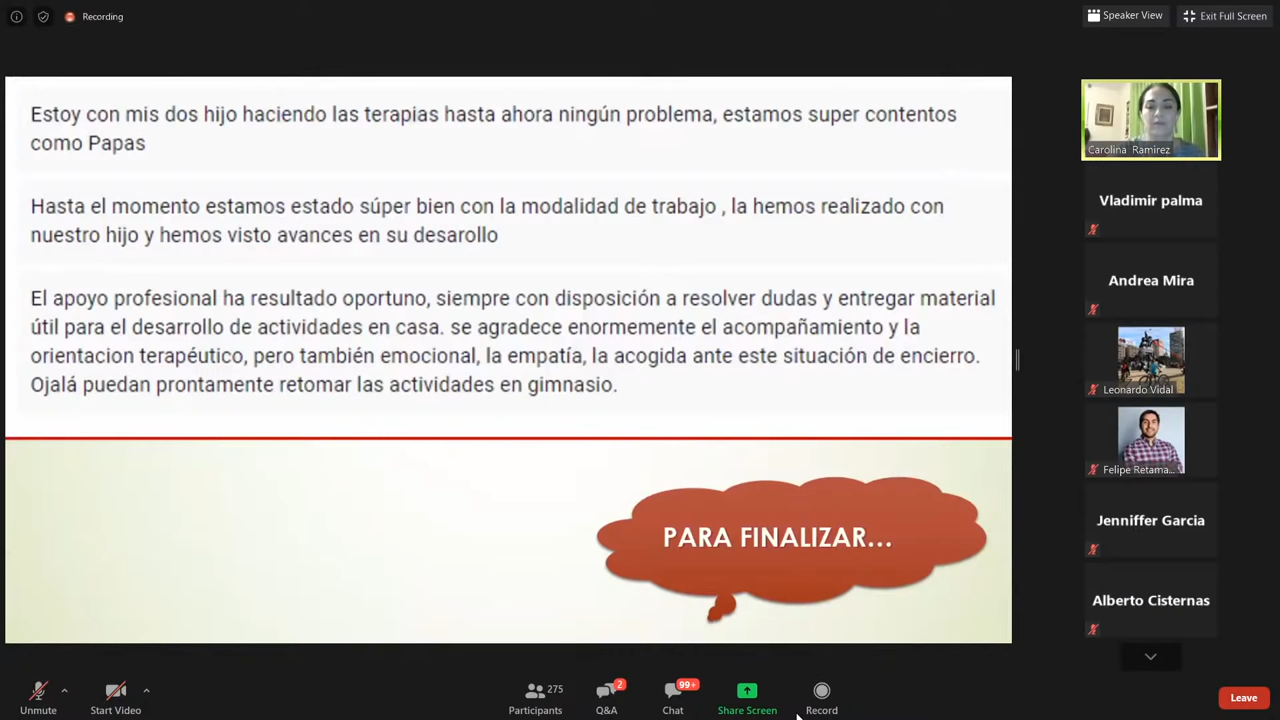 Recording
Speaker View
Exit Full Screen
Estoy con mis dos hijo haciendo las terapias hasta ahora ningún problema, estamos super contentos
como Papas
Hasta el momento estamos estado súper bien con la modalidad de trabajo , la hemos realizado con
nuestro hijo y hemos visto avances en su desarollo
El apoyo profesional ha resultado oportuno, siempre con disposición a resolver dudas y entregar material
útil para el desarrollo de actividades en casa. se agradece enormemente el acompañamiento y la
orientacion terapéutico, pero también emocional, la empatía, la acogida ante este situación de encierro.
Ojalá puedan prontamente retomar las actividades en gimnasio.
PARA FINALIZAR...
Carolina Ramirez
Vladimir palma
Andrea Mira
Leonardo Vidal
Felipe Retama...
Jenniffer Garcia
Alberto Cisternas
Unmute
Start Video
275
Participants
2
Q&A
99+
Chat
Share Screen
Record
Leave